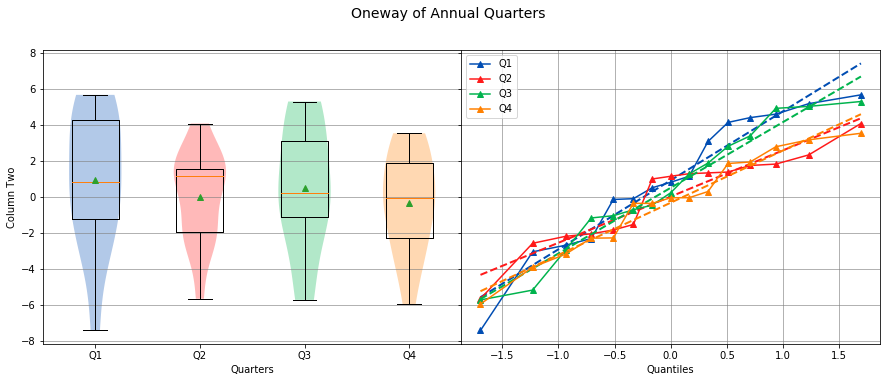 Oneway of Annual Quarters
Column Two
8
6
4
2
0
−2
−4
−6
−8
Q1 Q2 Q3 Q4
Quarters
Q1
Q2
Q3
Q4
−1.5 −1.0 −0.5 0.0 0.5 1.0 1.5
Quantiles